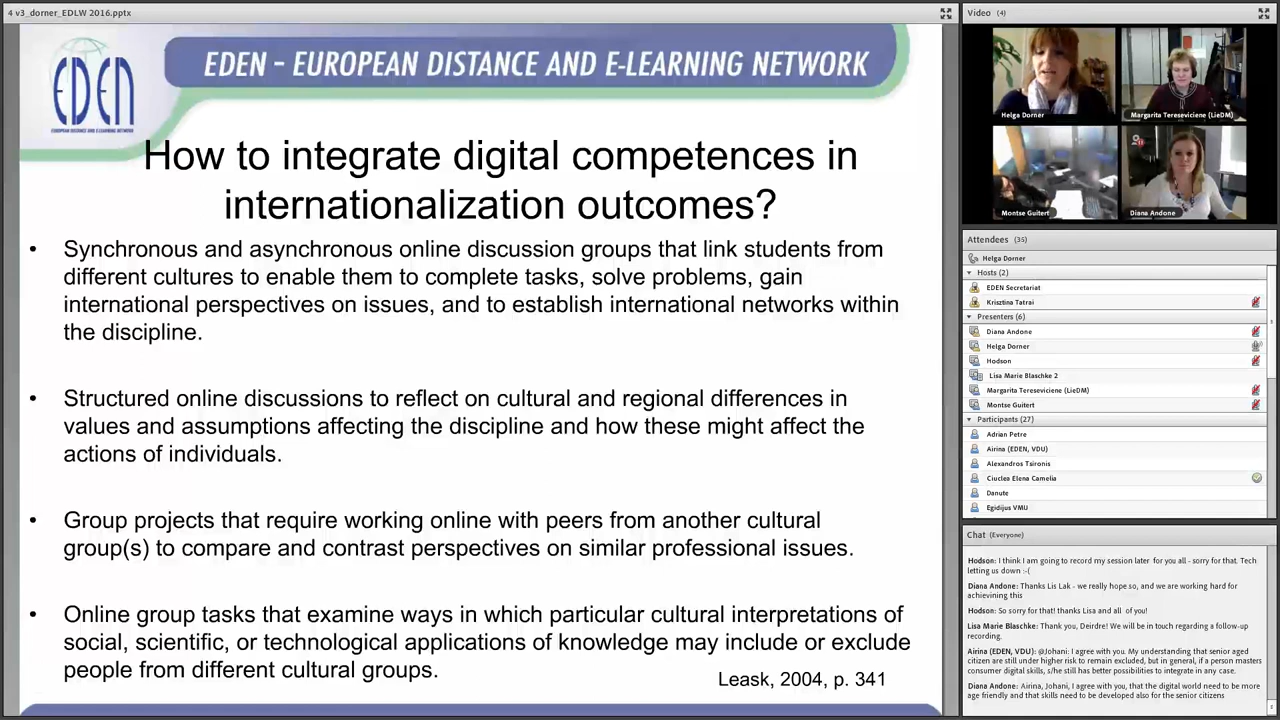 4 v3_dorner_EDLW 2016.pptx
EDEN
EUROPEAN DISTANCE AND E-LEARNING NETWORK
EDEN – EUROPEAN DISTANCE AND E-LEARNING NETWORK
How to integrate digital competences in
internationalization outcomes?
• Synchronous and asynchronous online discussion groups that link students from
different cultures to enable them to complete tasks, solve problems, gain
international perspectives on issues, and to establish international networks within
the discipline.
• Structured online discussions to reflect on cultural and regional differences in
values and assumptions affecting the discipline and how these might affect the
actions of individuals.
• Group projects that require working online with peers from another cultural
group(s) to compare and contrast perspectives on similar professional issues.
• Online group tasks that examine ways in which particular cultural interpretations of
social, scientific, or technological applications of knowledge may include or exclude
people from different cultural groups.
Leask, 2004, p. 341
Video (4)
Helga Dorner
Margarita Tereseviciene (LieDM)
Montse Guitert
Diana Andone
Attendees (35)
Helga Dorner
Hosts (2)
EDEN Secretariat
Krisztina Tatrai
Presenters (6)
Diana Andone
Helga Dorner
Hodson
Lisa Marie Blaschke 2
Margarita Tereseviciene (LieDM)
Montse Guitert
Participants (27)
Adrian Petre
Airina (EDEN, VDU)
Alexandros Tsironis
Ciuclea Elena Camelia
Danute
Egidijus VMU
Chat (Everyone)
Hodson: I think I am going to record my session later for you all - sorry for that. Tech
letting us down :-(
Diana Andone: Thanks Lis Lak - we really hope so, and we are working hard for
achievining this
Hodson: So sorry for that! thanks Lisa and all of you!
Lisa Marie Blaschke: Thank you, Deirdre! We will be in touch regarding a follow-up
recording.
Airina (EDEN, VDU): @Johani: I agree with you. My understanding that senior aged
citizen are still under higher risk to remain excluded, but in general, if a person masters
consumer digital skills, s/he still has better possibilities to integrate in any case.
Diana Andone: Airina, Johani, I agree with you, that the digital world need to be more
age friendly and that skills need to be developed also for the senior citizens